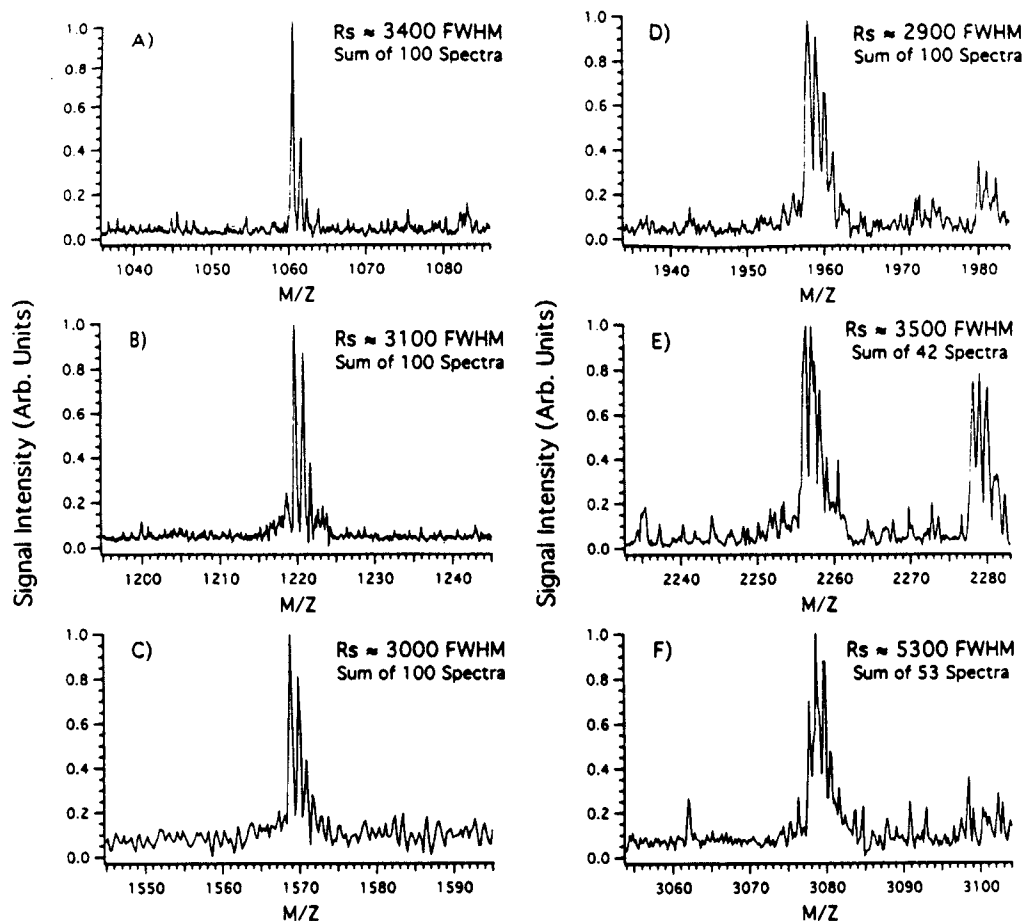 A)
Rs ≈ 3400 FWHM
Sum of 100 Spectra
1.0
0.8
0.6
0.4
0.2
0.0
1040 1050 1060 1070 1080
M/Z
B)
Rs ≈ 3100 FWHM
Sum of 100 Spectra
1.0
0.8
0.6
0.4
0.2
0.0
1200 1210 1220 1230 1240
M/Z
C)
Rs ≈ 3000 FWHM
Sum of 100 Spectra
1.0
0.8
0.6
0.4
0.2
0.0
1550 1560 1570 1580 1590
M/Z
Signal Intensity (Arb. Units)
D)
Rs ≈ 2900 FWHM
Sum of 100 Spectra
1.0
0.8
0.6
0.4
0.2
0.0
1940 1950 1960 1970 1980
M/Z
E)
Rs ≈ 3500 FWHM
Sum of 42 Spectra
1.0
0.8
0.6
0.4
0.2
0.0
2240 2250 2260 2270 2280
M/Z
F)
Rs ≈ 5300 FWHM
Sum of 53 Spectra
1.0
0.8
0.6
0.4
0.2
0.0
3060 3070 3080 3090 3100
M/Z
Signal Intensity (Arb. Units)